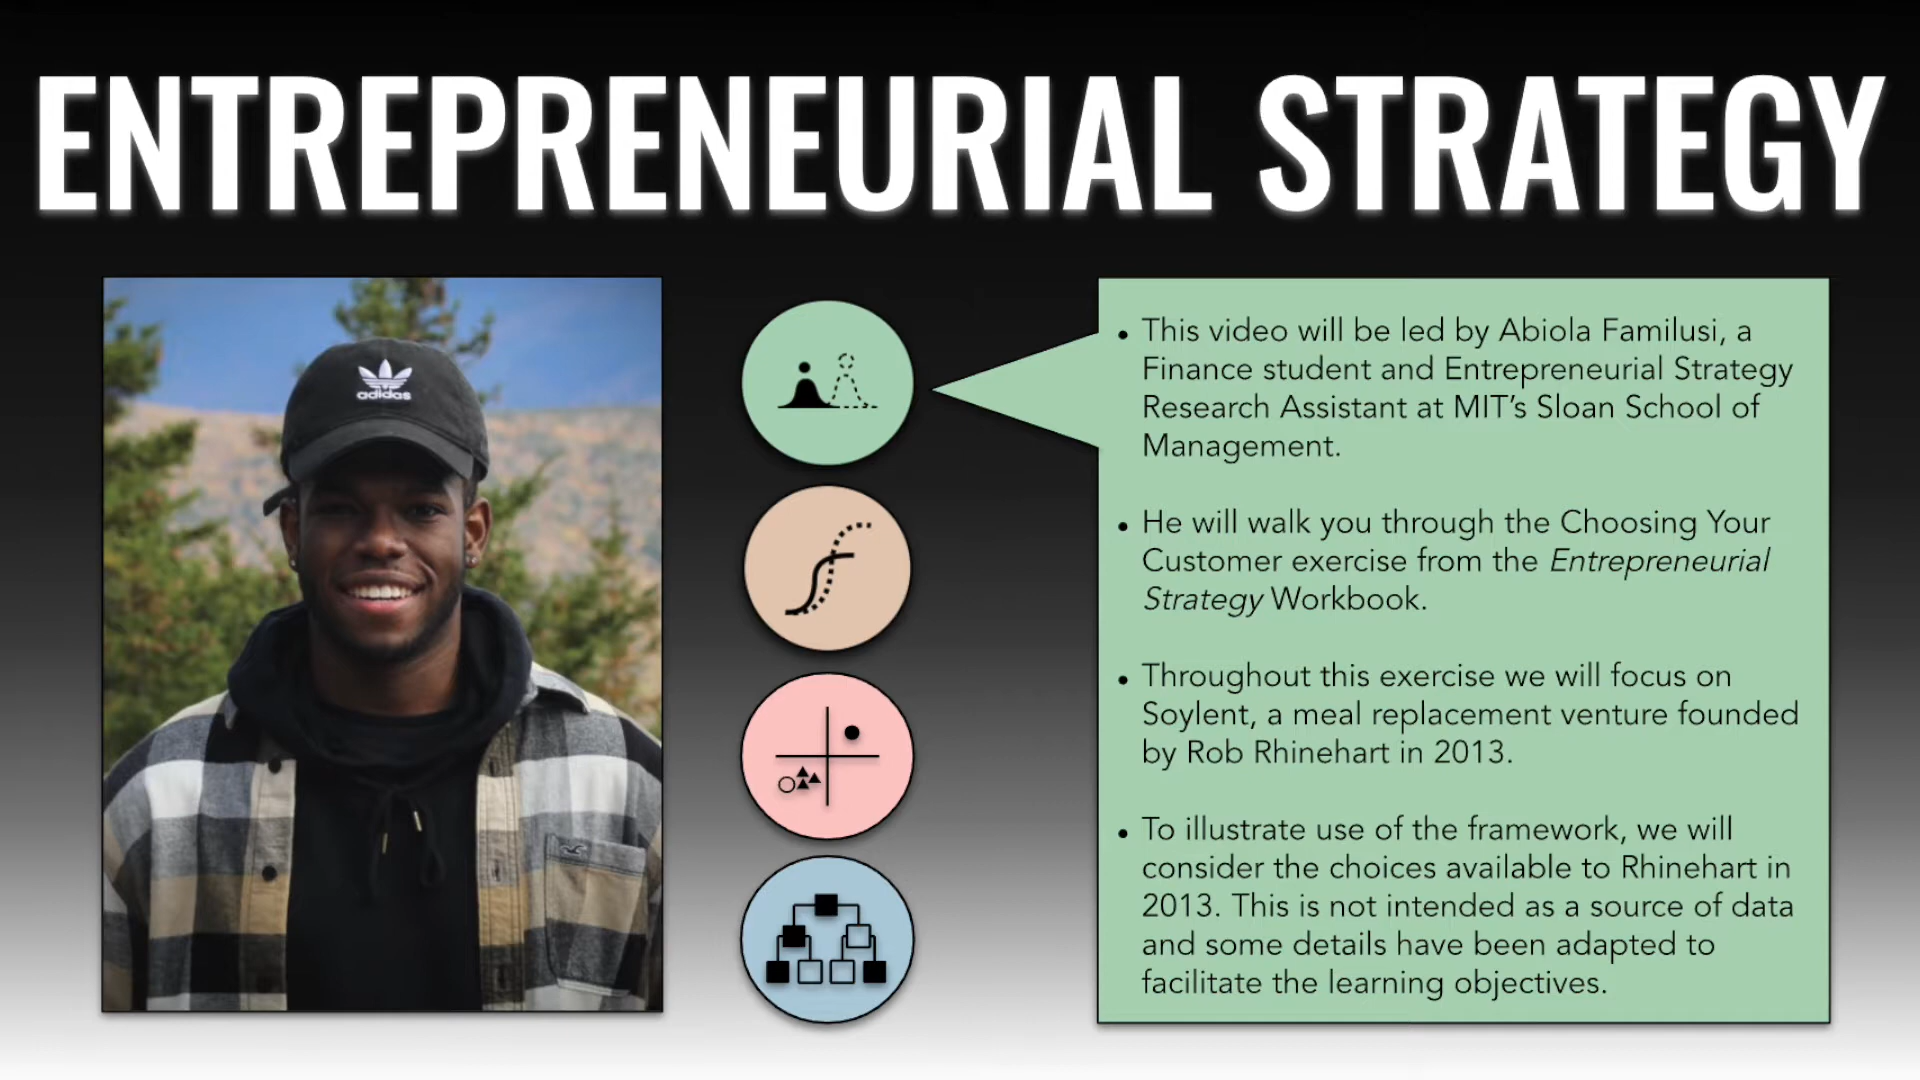 ENTREPRENEURIAL STRATEGY
adidas
• This video will be led by Abiola Familusi, a
Finance student and Entrepreneurial Strategy
Research Assistant at MIT's Sloan School of
Management.
• He will walk you through the Choosing Your
Customer exercise from the Entrepreneurial
Strategy Workbook.
• Throughout this exercise we will focus on
Soylent, a meal replacement venture founded
by Rob Rhinehart in 2013.
• To illustrate use of the framework, we will
consider the choices available to Rhinehart in
2013. This is not intended as a source of data
and some details have been adapted to
facilitate the learning objectives.